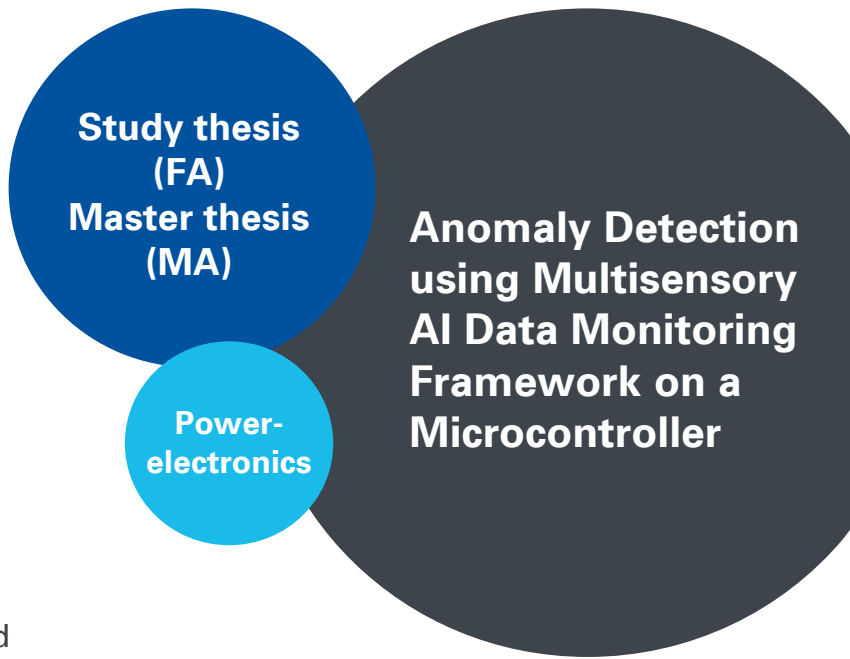 Study thesis
(FA)
Master thesis
(MA)
Anomaly Detection
using Multisensory
AI Data Monitoring
Framework on a
Microcontroller
Power-
electronics